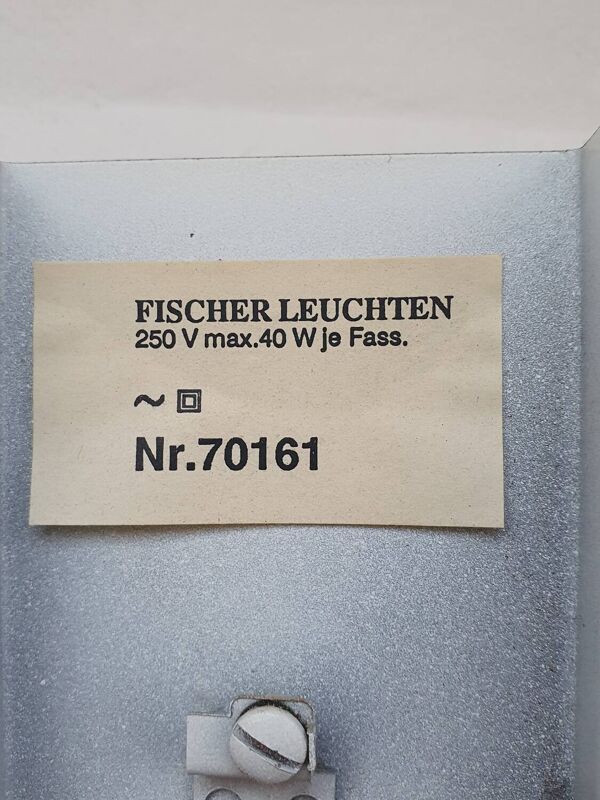 FISCHER LEUCHTEN
250 V max.40 W je Fass.
~
Nr.70161